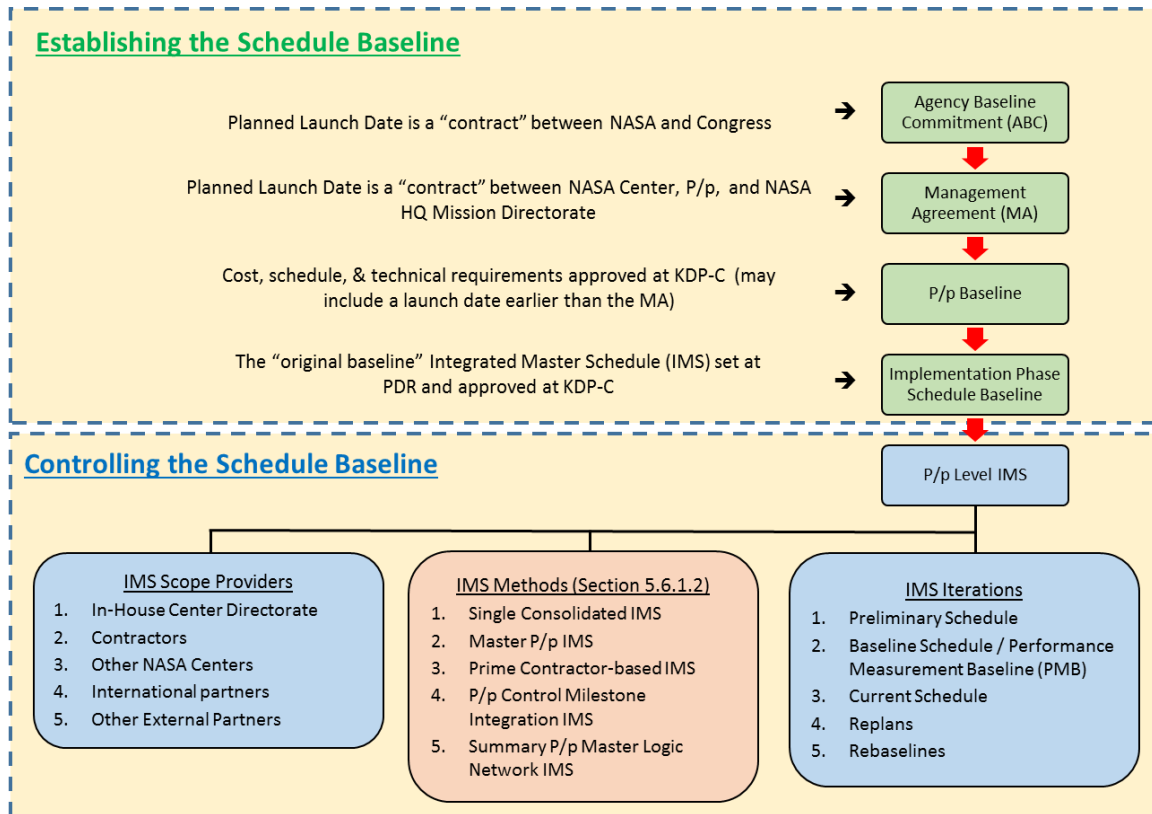 Establishing the Schedule Baseline
Planned Launch Date is a “contract” between NASA and Congress
➔
Agency Baseline
Commitment (ABC)
Planned Launch Date is a “contract” between NASA Center, P/p, and NASA
HQ Mission Directorate
➔
Management
Agreement (MA)
Cost, schedule, & technical requirements approved at KDP-C (may
include a launch date earlier than the MA)
➔
P/p Baseline
The “original baseline” Integrated Master Schedule (IMS) set at
PDR and approved at KDP-C
➔
Implementation Phase
Schedule Baseline
Controlling the Schedule Baseline
P/p Level IMS
IMS Scope Providers
1. In-House Center Directorate
2. Contractors
3. Other NASA Centers
4. International partners
5. Other External Partners
IMS Methods (Section 5.6.1.2)
1. Single Consolidated IMS
2. Master P/p IMS
3. Prime Contractor-based IMS
4. P/p Control Milestone
Integration IMS
5. Summary P/p Master Logic
Network IMS
IMS Iterations
1. Preliminary Schedule
2. Baseline Schedule / Performance
Measurement Baseline (PMB)
3. Current Schedule
4. Replans
5. Rebaselines